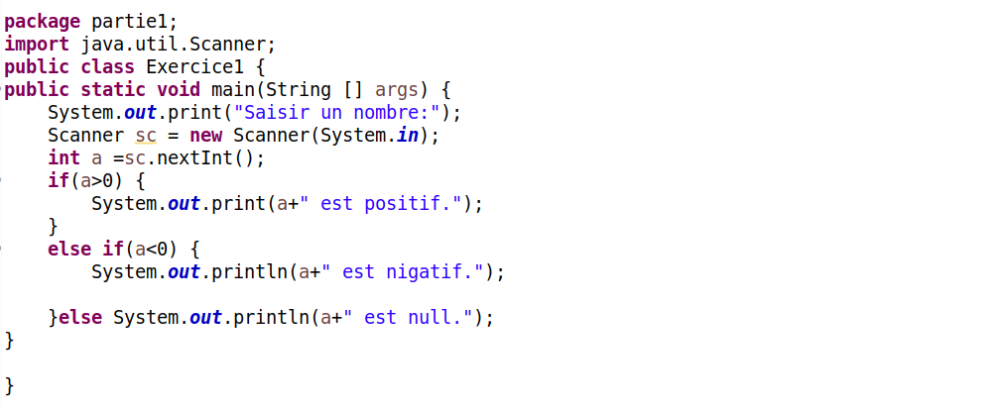 package partie1;
import java.util.Scanner;
public class Exercice1 {
public static void main(String [] args) {
    System.out.print("Saisir un nombre:");
    Scanner sc = new Scanner(System.in);
    int a =sc.nextInt();
    if(a>0) {
        System.out.print(a+" est positif.");
    }
    else if(a<0) {
        System.out.println(a+" est nigatif.");

    }else System.out.println(a+" est null.");
}

}